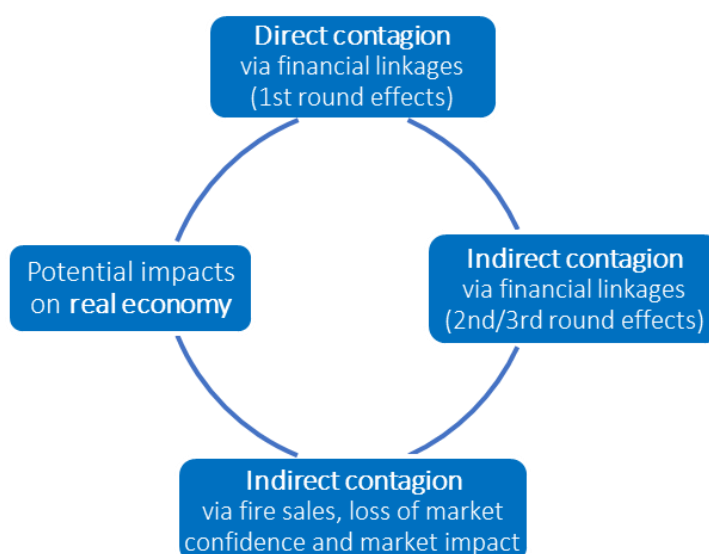 Direct contagion
via financial linkages
(1st round effects)
Potential impacts
on real economy
Indirect contagion
via financial linkages
(2nd/3rd round effects)
Indirect contagion
via fire sales, loss of market
confidence and market impact